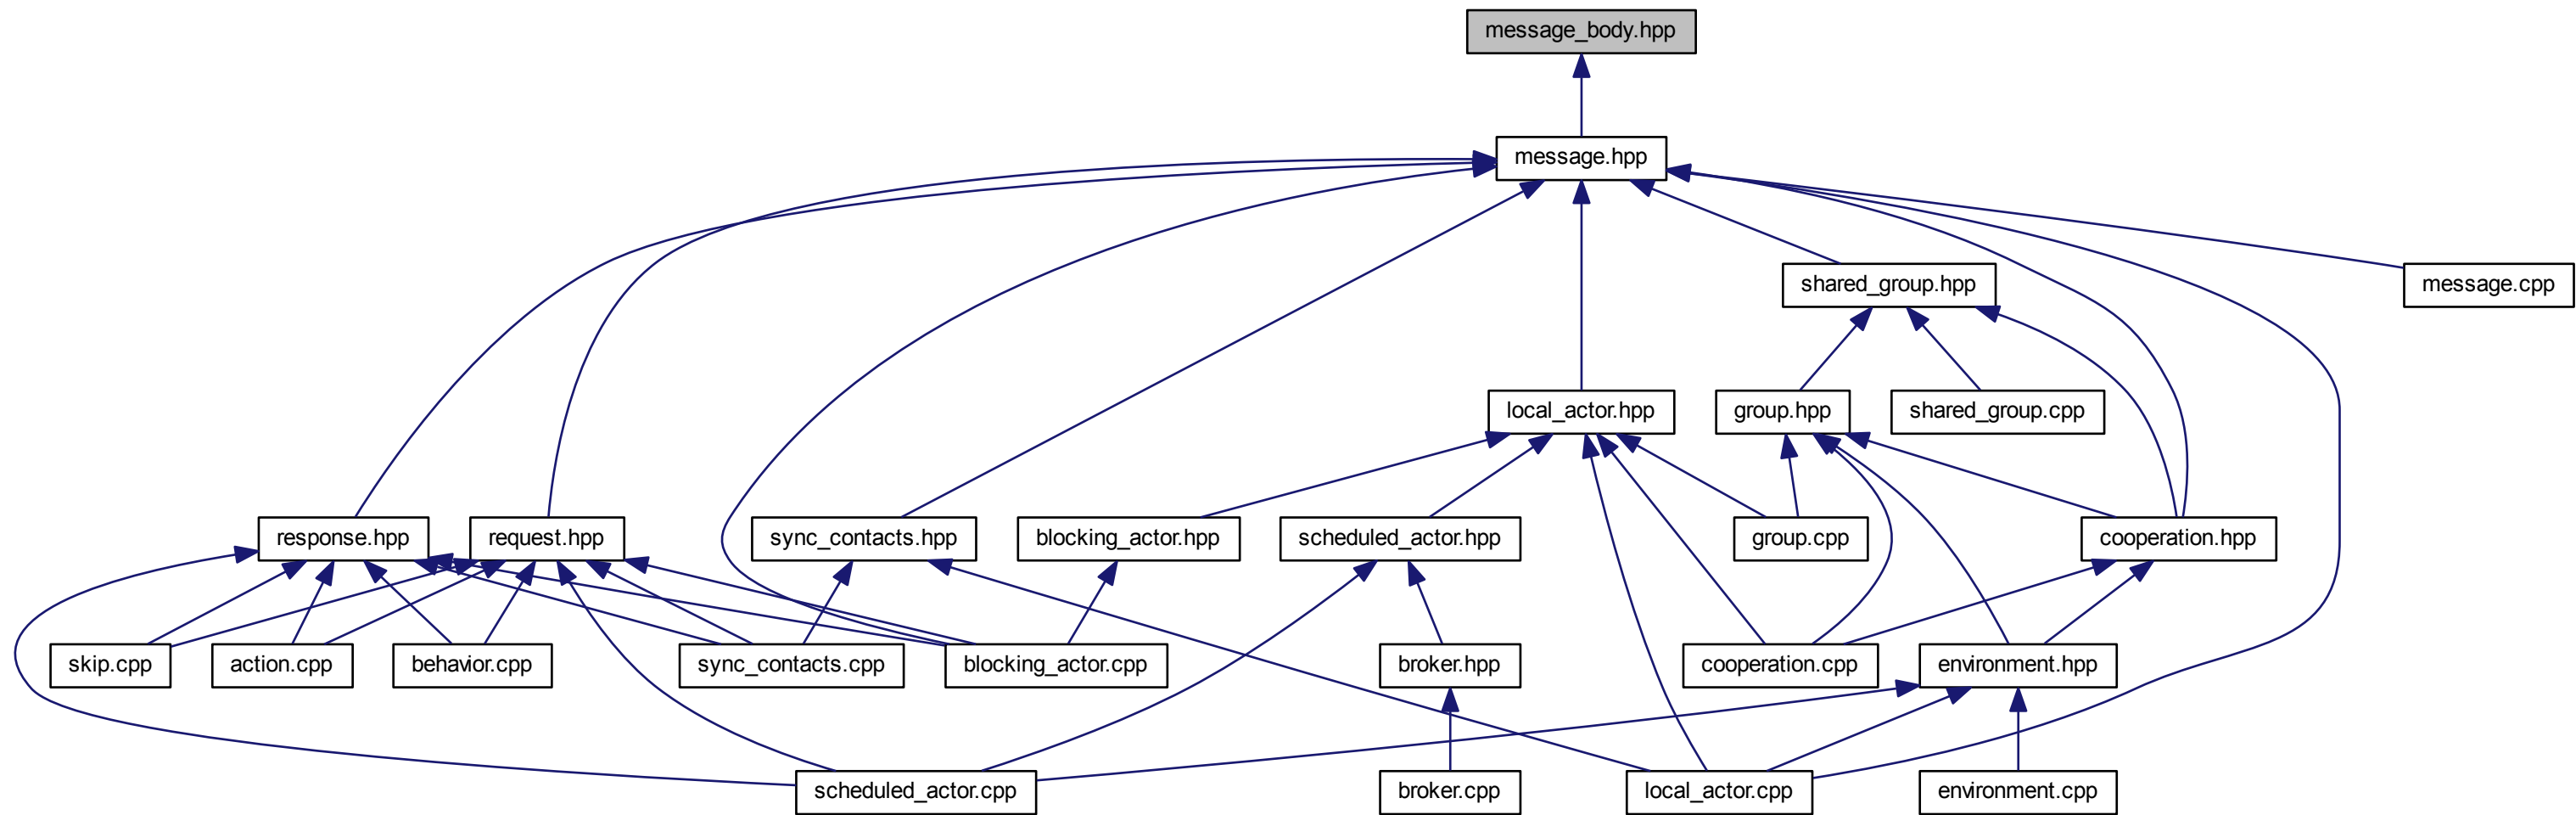 message_body.hpp
message.hpp
shared_group.hpp
message.cpp
local_actor.hpp
group.hpp
shared_group.cpp
response.hpp
request.hpp
sync_contacts.hpp
blocking_actor.hpp
scheduled_actor.hpp
group.cpp
cooperation.hpp
skip.cpp
action.cpp
behavior.cpp
sync_contacts.cpp
blocking_actor.cpp
broker.hpp
cooperation.cpp
environment.hpp
scheduled_actor.cpp
broker.cpp
local_actor.cpp
environment.cpp